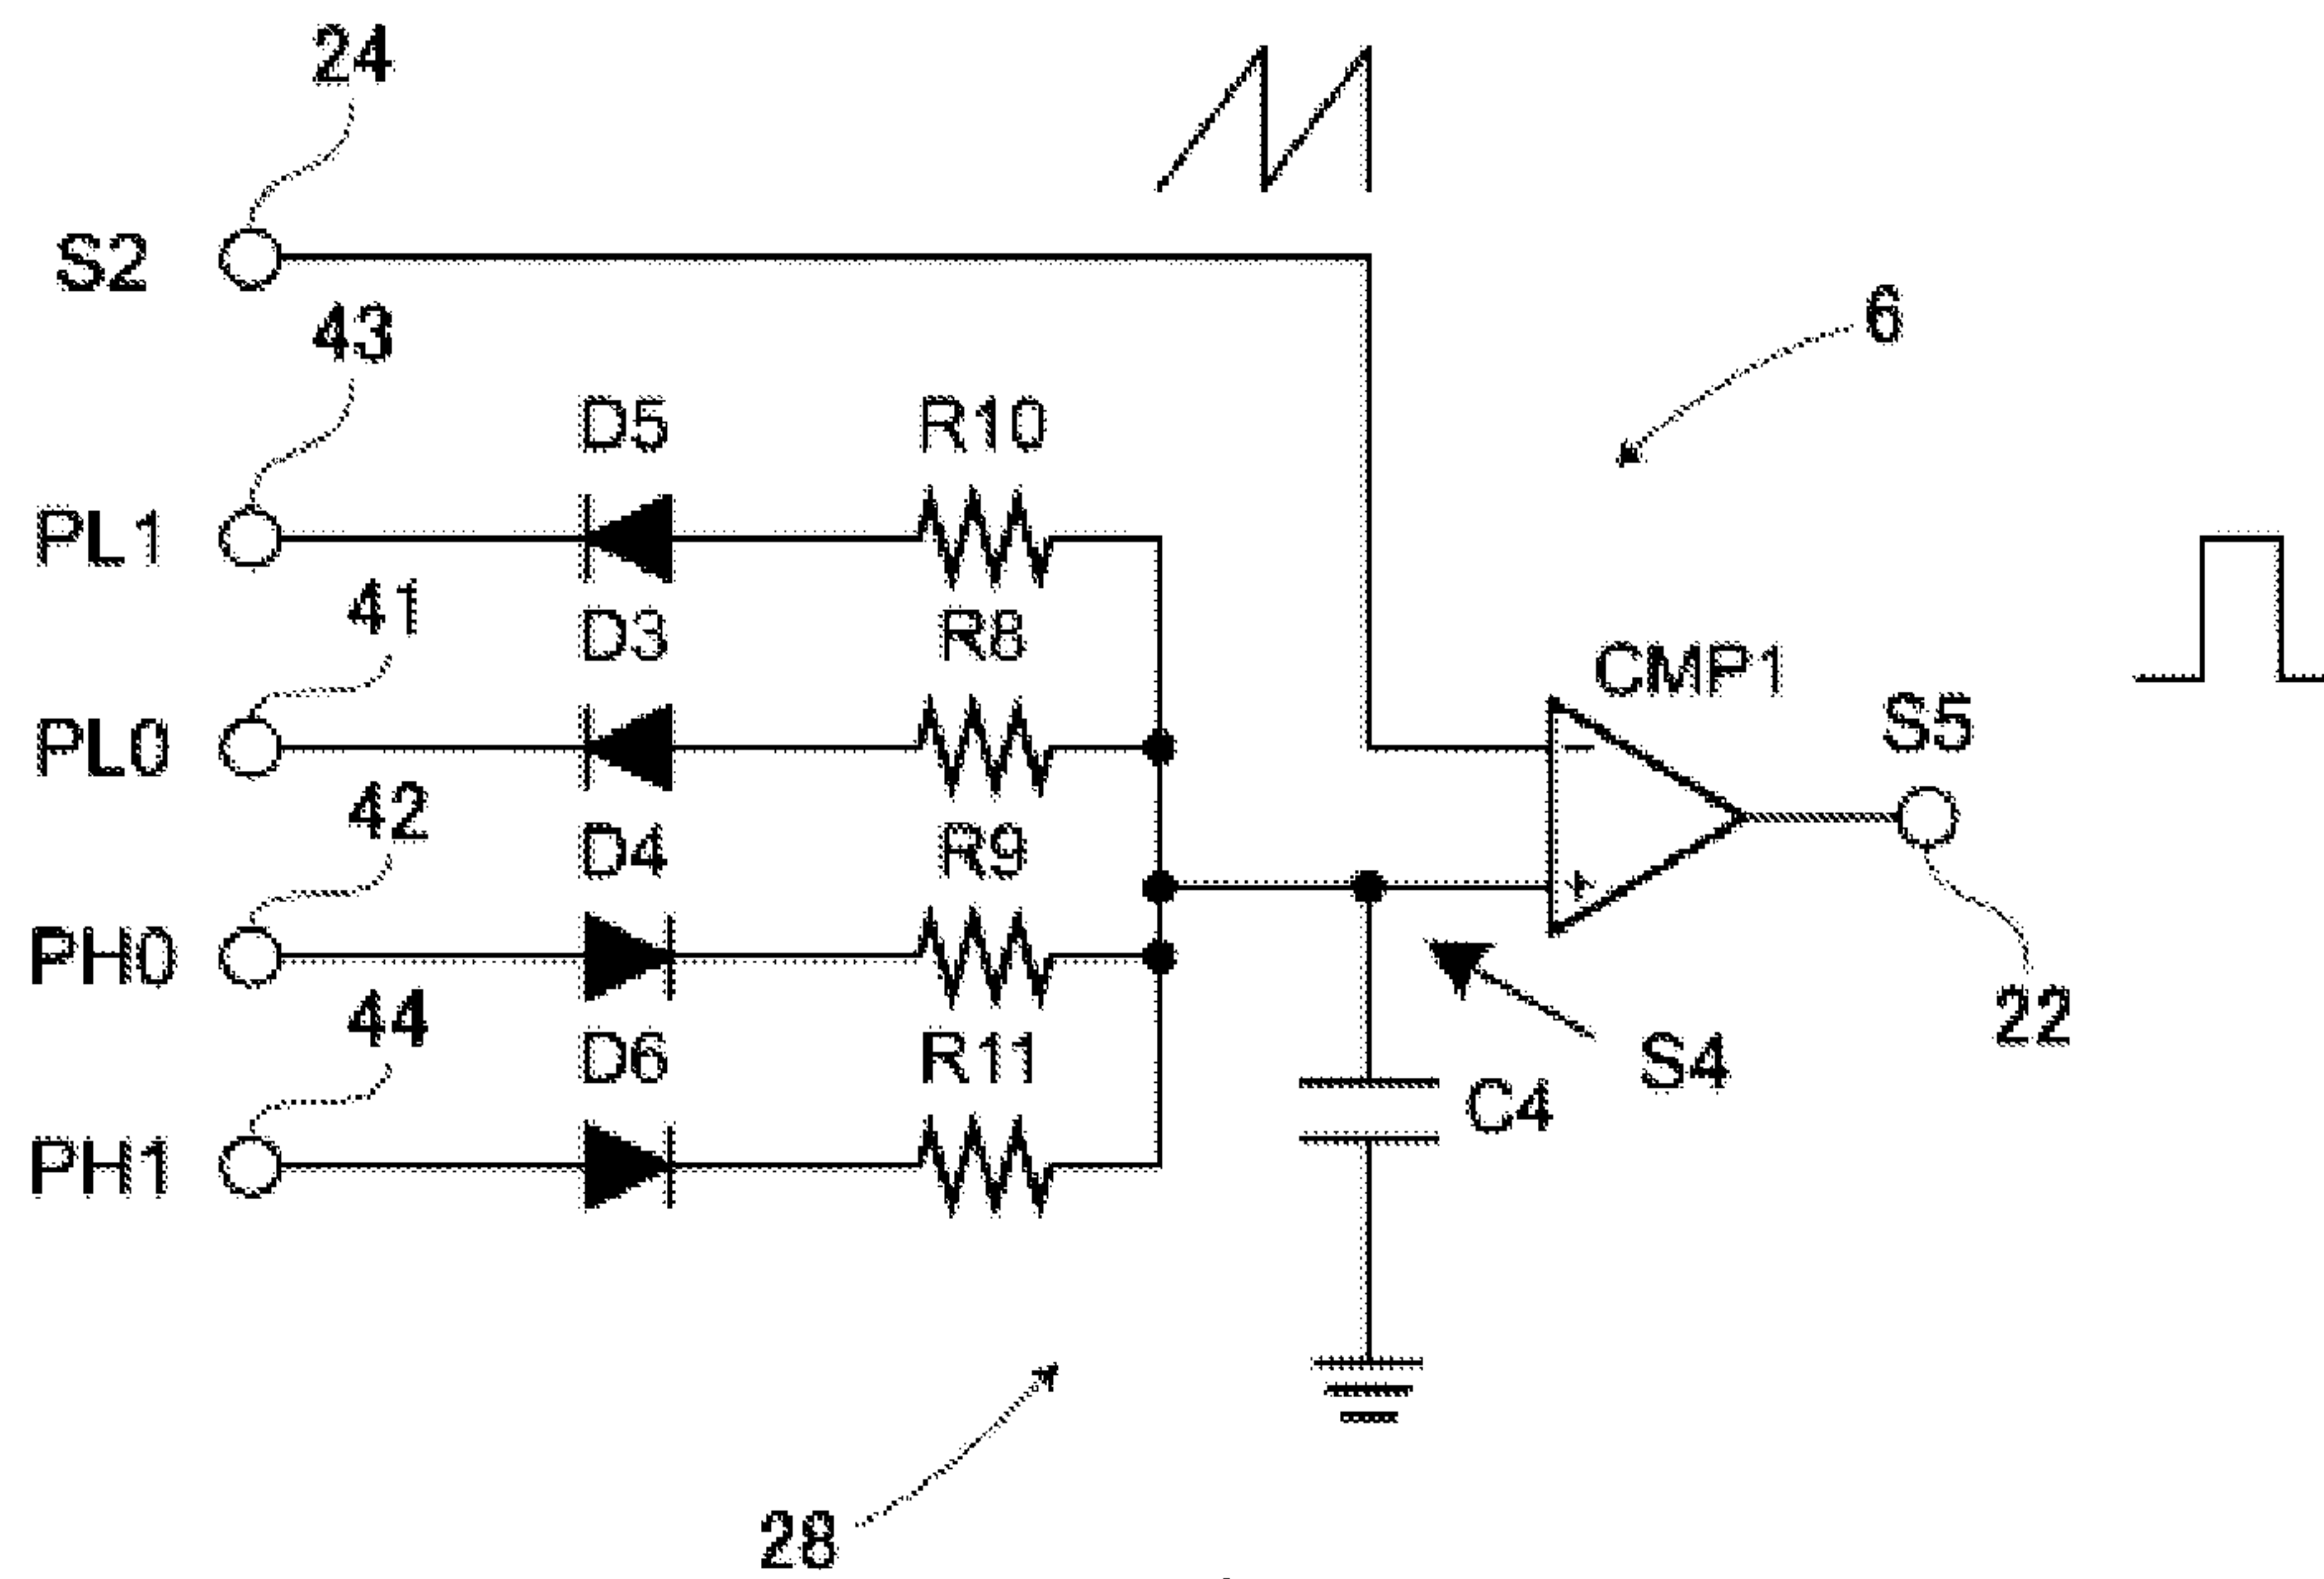 24
S2
43
6
D5 R10
PL1
41
D3 R8
CMP1
PL0
S5
42
D4 R9
−
+
PH0
22
44
D6 R11
S4
C4
PH1
28